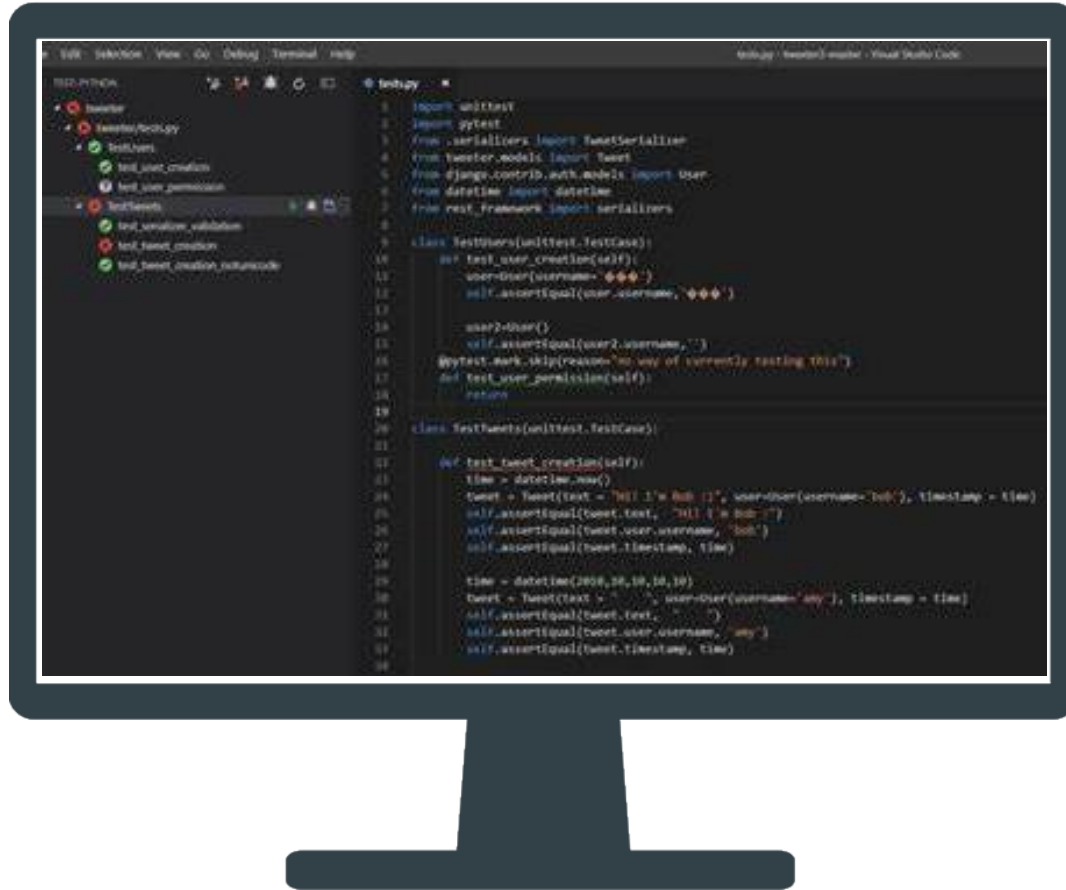 Edit Selection View Go Debug Terminal Help
tests.py - tweeter3-master - Visual Studio Code
TEST: PYTHON
tweeter
tweeter/tests.py
TestUsers
test_user_creation
test_user_permission
TestTweets
test_serializer_validation
test_tweet_creation
test_tweet_creation_notunicode
tests.py
1 import unittest
2 import pytest
3 from .serializers import TweetSerializer
4 from tweeter.models import Tweet
5 from django.contrib.auth.models import User
6 from datetime import datetime
7 from rest_framework import serializers
8
9 class TestUsers(unittest.TestCase):
10 def test_user_creation(self):
11 user=User(username='���')
12 self.assertEqual(user.username,'���')
13
14 user2=User()
15 self.assertEqual(user2.username,'')
16 @pytest.mark.skip(reason="no way of currently testing this")
17 def test_user_permission(self):
18 return
19
20 class TestTweets(unittest.TestCase):
21
22 def test_tweet_creation(self):
23 time = datetime.now()
24 tweet = Tweet(text = "Hi! I'm Bob :)", user=User(username='bob'), timestamp = time)
25 self.assertEqual(tweet.text, "Hi! I'm Bob :")
26 self.assertEqual(tweet.user.username, 'bob')
27 self.assertEqual(tweet.timestamp, time)
28
29 time = datetime(2010,10,10,10,10)
30 tweet = Tweet(text = " ", user=User(username='amy'), timestamp = time)
31 self.assertEqual(tweet.text, " ")
32 self.assertEqual(tweet.user.username, 'amy')
33 self.assertEqual(tweet.timestamp, time)
34